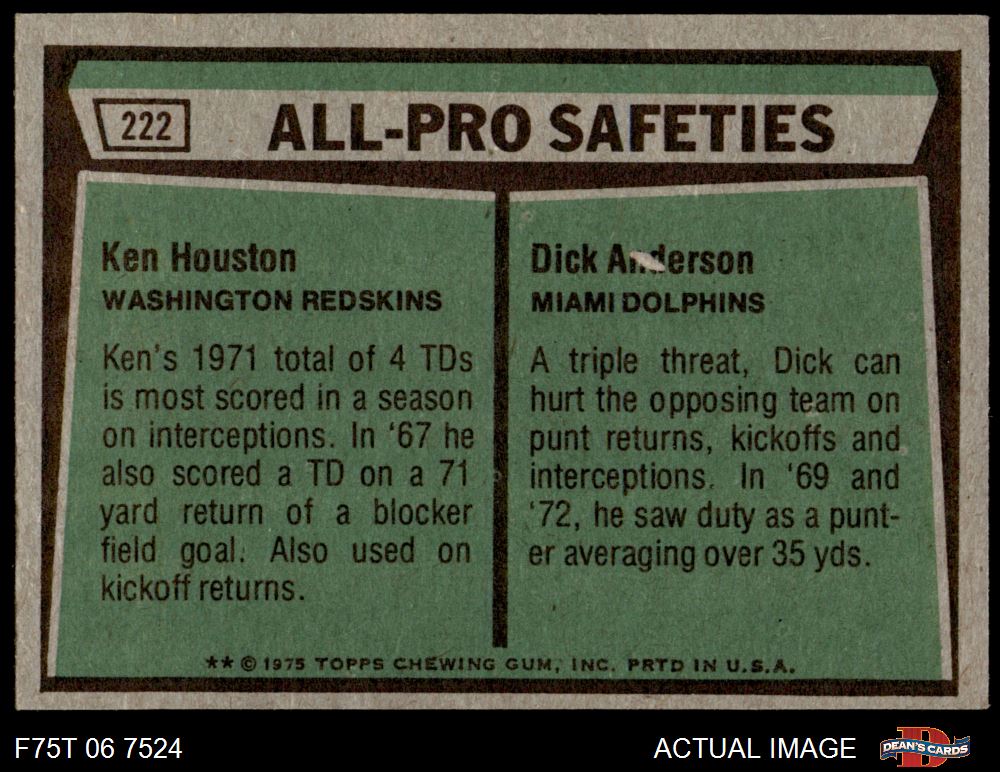 222 ALL-PRO SAFETIES
Ken Houston
WASHINGTON REDSKINS
Ken's 1971 total of 4 TDs
is most scored in a season
on interceptions. In '67 he
also scored a TD on a 71
yard return of a blocker
field goal. Also used on
kickoff returns.
Dick Anderson
MIAMI DOLPHINS
A triple threat, Dick can
hurt the opposing team on
punt returns, kickoffs and
interceptions. In '69 and
'72, he saw duty as a punt-
er averaging over 35 yds.
** © 1975 TOPPS CHEWING GUM, INC. PRTD IN U.S.A.
F75T 06 7524
ACTUAL IMAGE
D
DEAN'S CARDS